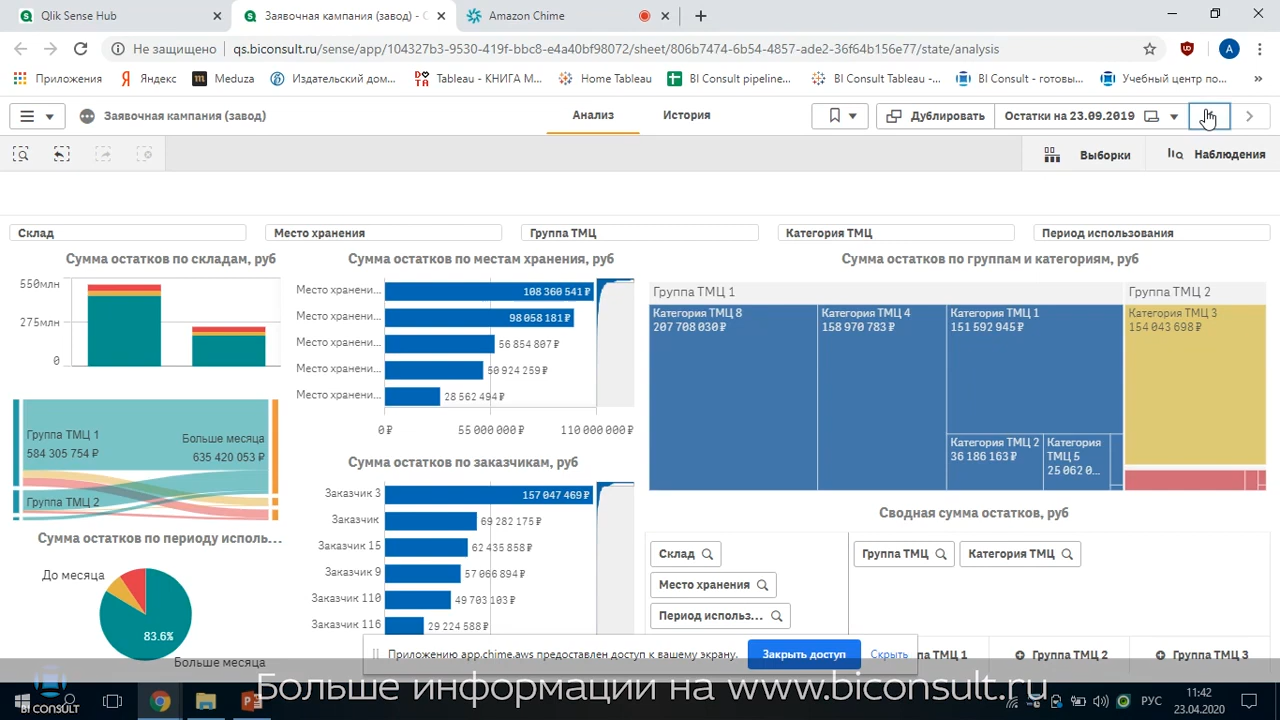 Qlik Sense Hub
Заявочная кампания (завод) - С
Amazon Chime
Не защищено
qs.biconsult.ru/sense/app/104327b3-9530-419f-bbc8-e4a40bf98072/sheet/806b7474-6b54-4857-ade2-36f64b156e77/state/analysis
Приложения
Яндекс
Meduza
Издательский дом...
Tableau - КНИГА М...
Home Tableau
BI Consult pipeline...
BI Consult Tableau -...
BI Consult - готовы...
Учебный центр по...
Заявочная кампания (завод)
Анализ
История
Дублировать
Остатки на 23.09.2019
Выборки
Наблюдения
Склад
Место хранения
Группа ТМЦ
Категория ТМЦ
Период использования
Сумма остатков по складам, руб
550млн
275млн
0
Группа ТМЦ 1
584 305 754 ₽
Больше месяца
635 420 053 ₽
Группа ТМЦ 2
Сумма остатков по периоду исполь...
До месяца
83.6%
Больше месяца
Сумма остатков по местам хранения, руб
Место хранени... 108 360 541 ₽
Место хранени... 98 058 181 ₽
Место хранени... 56 854 807 ₽
Место хранени... 50 924 259 ₽
Место хранени... 28 562 494 ₽
0 ₽ 55 000 000 ₽ 110 000 000 ₽
Сумма остатков по заказчикам, руб
Заказчик 3 157 047 469 ₽
Заказчик 69 282 175 ₽
Заказчик 15 62 435 858 ₽
Заказчик 9 57 066 894 ₽
Заказчик 110 49 703 103 ₽
Заказчик 116 29 224 588 ₽
Сумма остатков по группам и категориям, руб
Группа ТМЦ 1
Группа ТМЦ 2
Категория ТМЦ 8
207 708 030 ₽
Категория ТМЦ 4
158 970 783 ₽
Категория ТМЦ 1
151 592 945 ₽
Категория ТМЦ 3
154 043 698 ₽
Категория ТМЦ 2
36 186 163 ₽
Категория
ТМЦ 5
25 062 0...
Сводная сумма остатков, руб
Склад
Место хранения
Период использ...
Группа ТМЦ
Категория ТМЦ
па ТМЦ 1
Группа ТМЦ 2
Группа ТМЦ 3
Приложению app.chime.aws предоставлен доступ к вашему экрану.
Закрыть доступ
Скрыть
Больше информации на www.biconsult.ru
BI CONSULT
РУС
11:42
23.04.2020